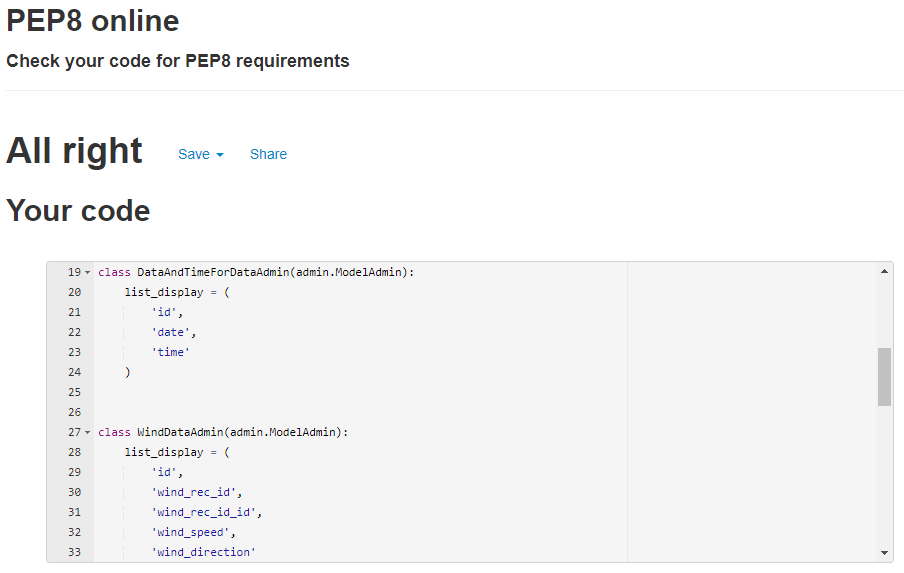 PEP8 online
Check your code for PEP8 requirements
All right Save Share
Your code
19 class DataAndTimeForDataAdmin(admin.ModelAdmin):
20     list_display = (
21         'id',
22         'date',
23         'time'
24     )
25
26
27 class WindDataAdmin(admin.ModelAdmin):
28     list_display = (
29         'id',
30         'wind_rec_id',
31         'wind_rec_id_id',
32         'wind_speed',
33         'wind_direction'